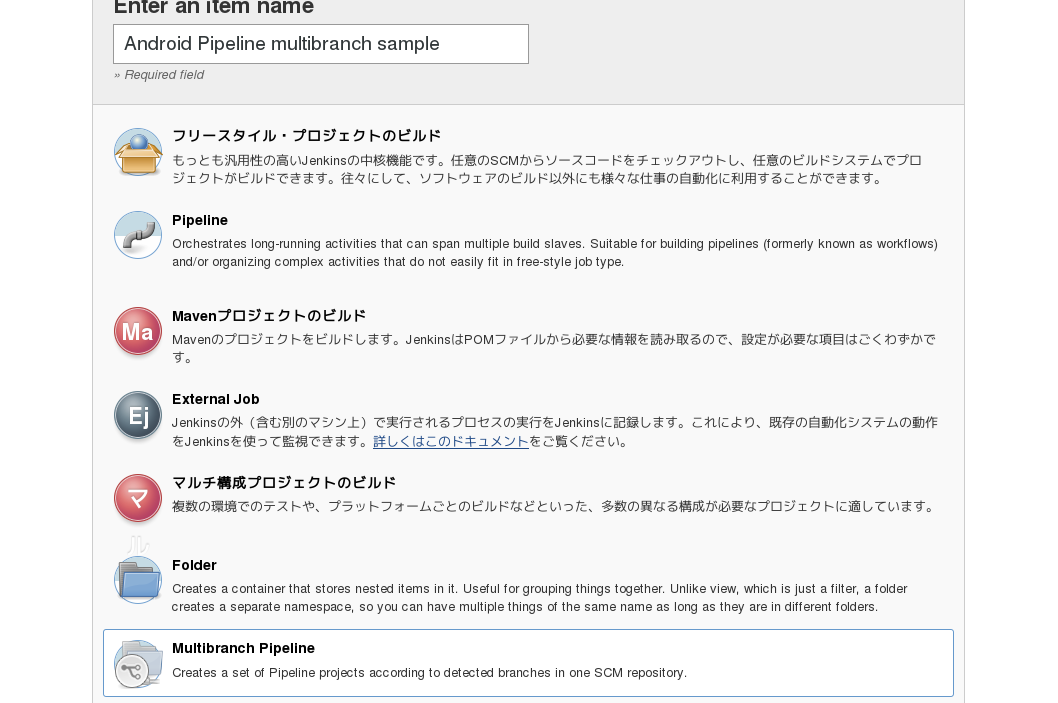 Enter an item name
Android Pipeline multibranch sample
» Required field
フリースタイル・プロジェクトのビルド
もっとも汎用性の高いJenkinsの中核機能です。任意のSCMからソースコードをチェックアウトし、任意のビルドシステムでプロ
ジェクトがビルドできます。往々にして、ソフトウェアのビルド以外にも様々な仕事の自動化に利用することができます。
Pipeline
Orchestrates long-running activities that can span multiple build slaves. Suitable for building pipelines (formerly known as workflows)
and/or organizing complex activities that do not easily fit in free-style job type.
Ma
Mavenプロジェクトのビルド
Mavenのプロジェクトをビルドします。JenkinsはPOMファイルから必要な情報を読み取るので、設定が必要な項目はごくわずかで
す。
Ej
External Job
Jenkinsの外（含む別のマシン上）で実行されるプロセスの実行をJenkinsに記録します。これにより、既存の自動化システムの動作
をJenkinsを使って監視できます。詳しくはこのドキュメントをご覧ください。
マ
ル
マルチ構成プロジェクトのビルド
複数の環境でのテストや、プラットフォームごとのビルドなどといった、多数の異なる構成が必要なプロジェクトに適しています。
Folder
Creates a container that stores nested items in it. Useful for grouping things together. Unlike view, which is just a filter, a folder
creates a separate namespace, so you can have multiple things of the same name as long as they are in different folders.
Multibranch Pipeline
Creates a set of Pipeline projects according to detected branches in one SCM repository.